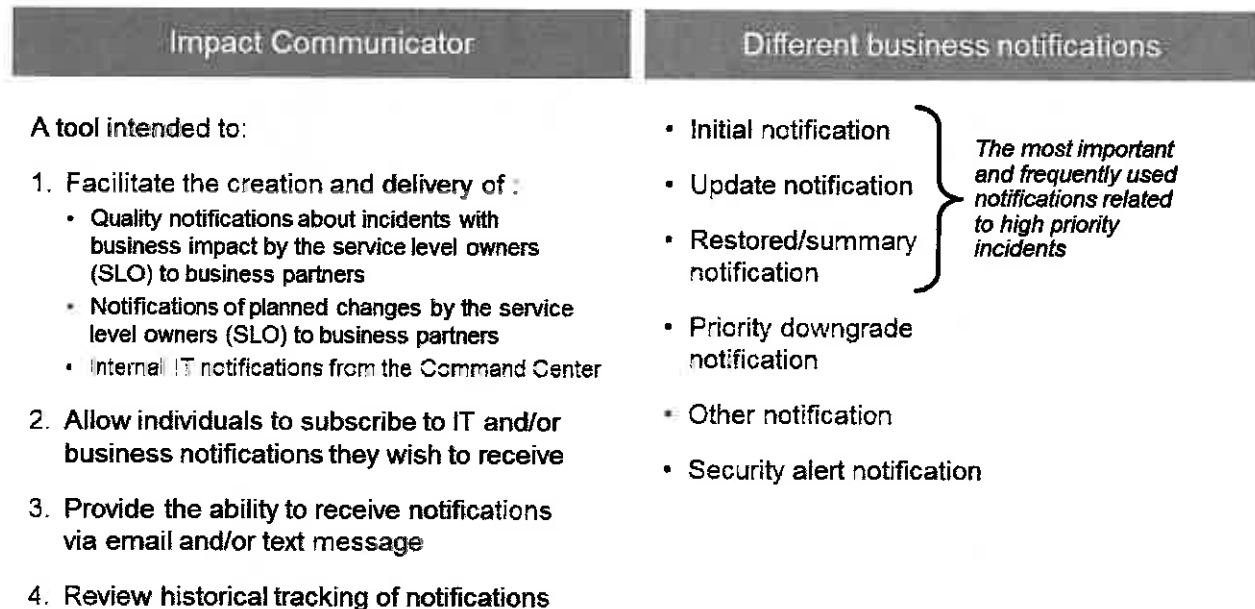 Impact Communicator
A tool intended to:
1. Facilitate the creation and delivery of :
• Quality notifications about incidents with
business impact by the service level owners
(SLO) to business partners
• Notifications of planned changes by the service
level owners (SLO) to business partners
• Internal IT notifications from the Command Center
2. Allow individuals to subscribe to IT and/or
business notifications they wish to receive
3. Provide the ability to receive notifications
via email and/or text message
4. Review historical tracking of notifications
Different business notifications
• Initial notification
• Update notification
• Restored/summary
notification
The most important
and frequently used
notifications related
to high priority
incidents
• Priority downgrade
notification
• Other notification
• Security alert notification